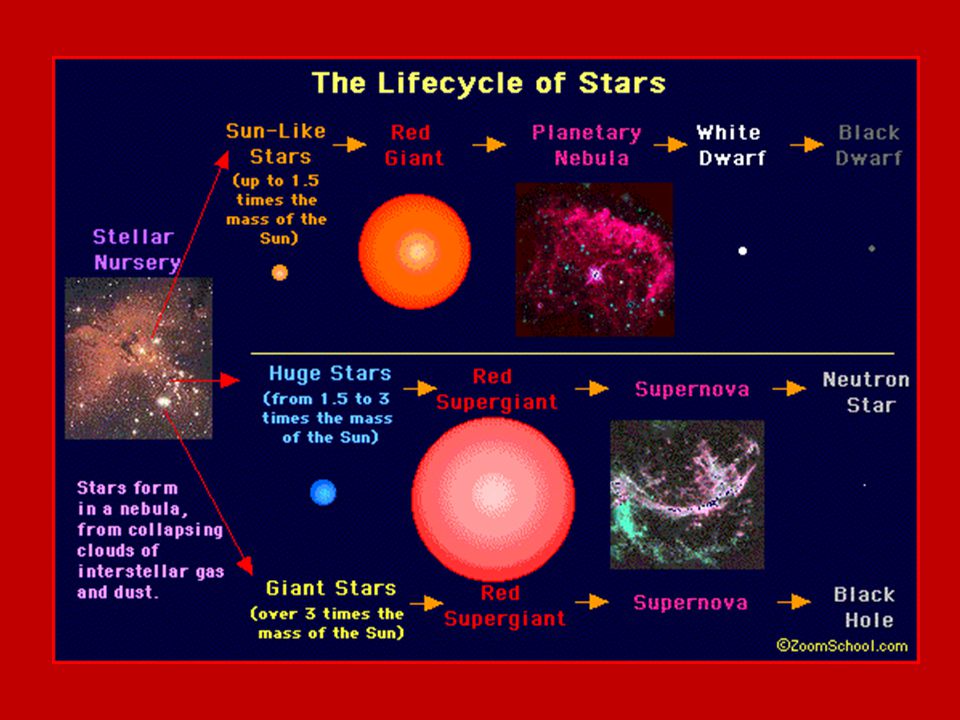 The Lifecycle of Stars
Sun-Like
Stars
(up to 1.5
times the
mass of the
Sun)
Red
Giant
Planetary
Nebula
White
Dwarf
Black
Dwarf
Stellar
Nursery
Stars form
in a nebula,
from collapsing
clouds of
interstellar gas
and dust.
Huge Stars
(from 1.5 to 3
times the mass
of the Sun)
Red
Supergiant
Supernova
Neutron
Star
Giant Stars
(over 3 times the
mass of the Sun)
Red
Supergiant
Supernova
Black
Hole
©ZoomSchool.com